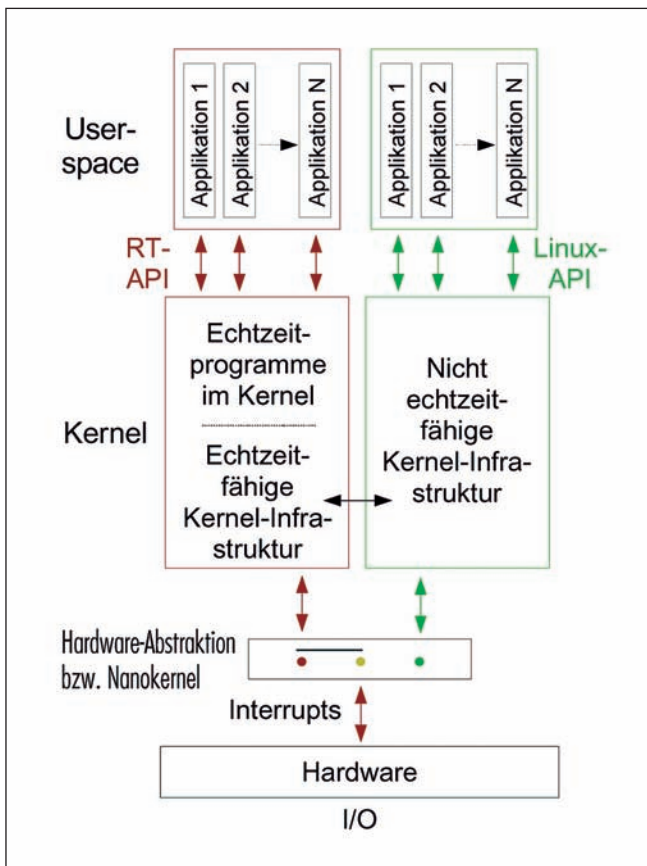 Applikation 1
Applikation 2
Applikation N
Applikation 1
Applikation 2
Applikation N
User-
space
RT-
API
Linux-
API
Kernel
Echtzeit-
programme
im Kernel
Echtzeit-
fähige
Kernel-Infra-
struktur
Nicht
echtzeit-
fähige
Kernel-Infra-
struktur
Hardware-Abstraktion
bzw. Nanokernel
Interrupts
Hardware
I/O